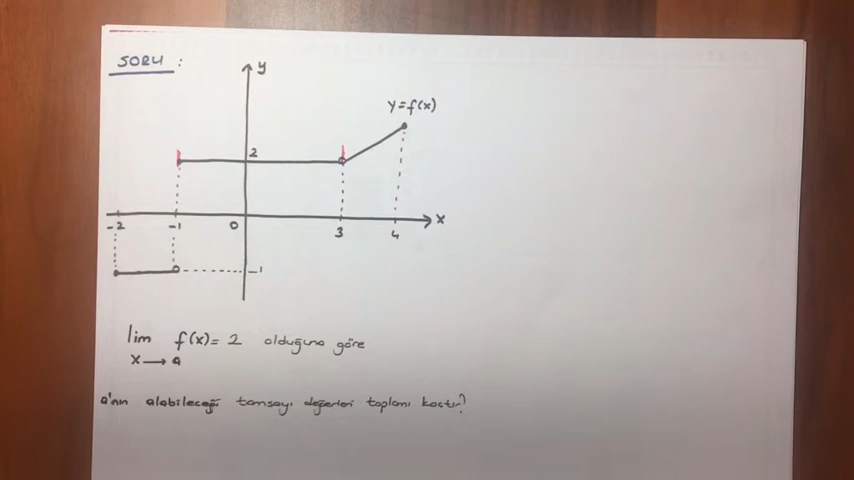 SORU :
y
y=f(x)
2
-2 -1 0 3 4 x
-1
lim f(x)= 2 olduğuna göre
x → a
a'nın alabileceği tamsayı değerleri toplamı kaçtır?